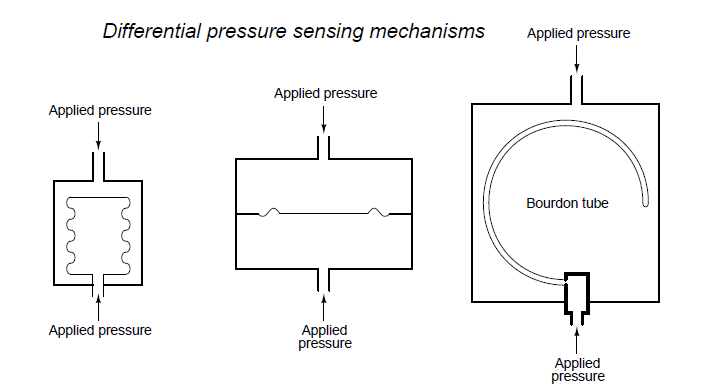 Differential pressure sensing mechanisms
Applied pressure
Applied pressure
Applied pressure
Bourdon tube
Applied pressure
Applied
pressure
Applied
pressure